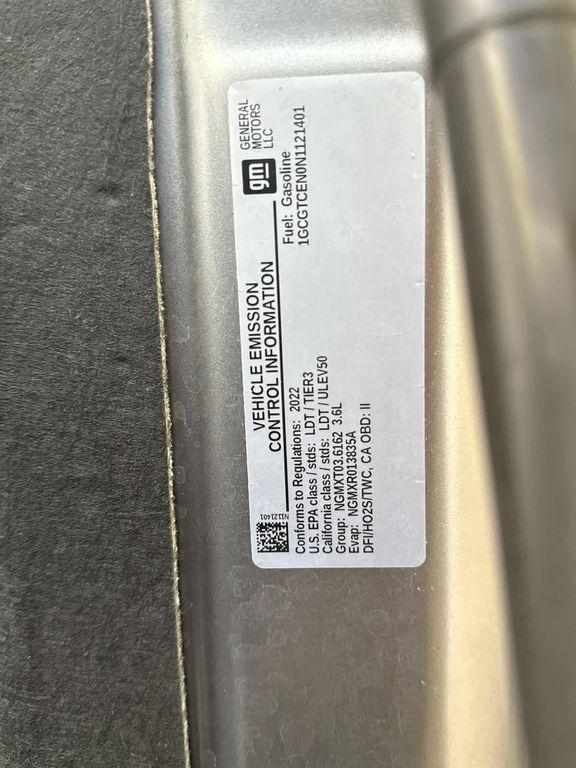 gm
GENERAL
MOTORS
LLC
VEHICLE EMISSION
CONTROL INFORMATION
Fuel: Gasoline
1GCGTCEN0N1121401
N1121401
Conforms to Regulations: 2022
U.S. EPA class / stds: LDT / TIER3
California class / stds: LDT / ULEV50
Group: NGMXT03.6162 3.6L
Evap: NGMXR013835A
DFI/HO2S/TWC, CA OBD: II